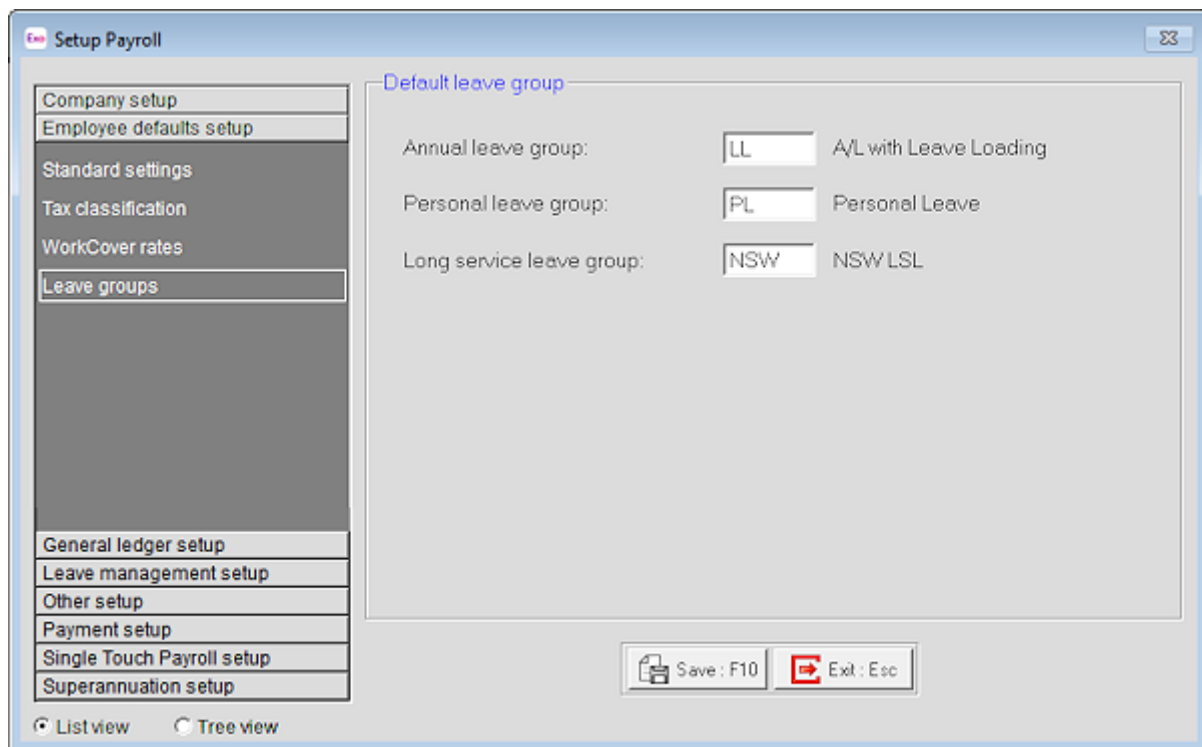 Exo Setup Payroll
Company setup
Employee defaults setup
Standard settings
Tax classification
WorkCover rates
Leave groups
General ledger setup
Leave management setup
Other setup
Payment setup
Single Touch Payroll setup
Superannuation setup
List view Tree view
Default leave group
Annual leave group: LL A/L with Leave Loading
Personal leave group: PL Personal Leave
Long service leave group: NSW NSW LSL
Save : F10 Exit : Esc